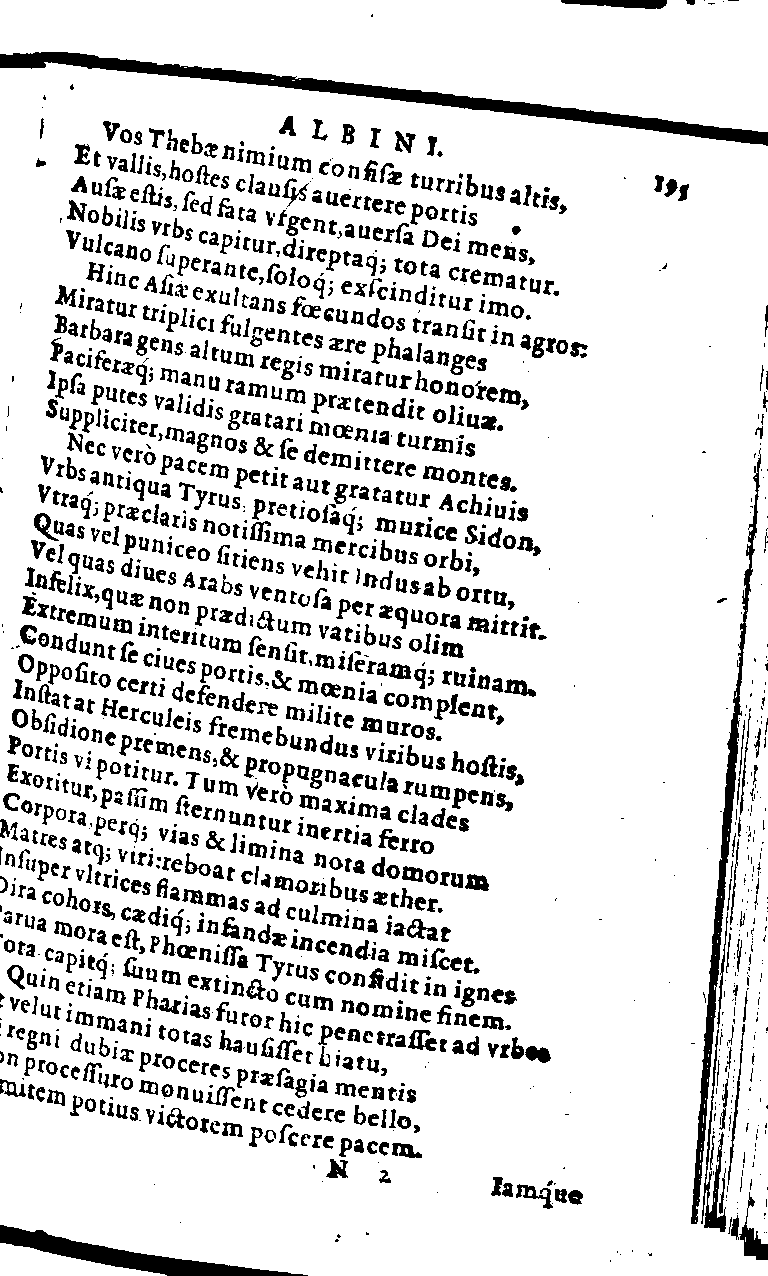 ALBINI. 195
Vos Thebæ nimium confisæ turribus altis,
Et vallis, hostes clausis auertere portis
Ausæ estis, sed fata vrgent, auersa Dei mens,
Nobilis vrbs capitur, direptaq́; tota crematur.
Vulcano superante, soloq́; exscinditur imo.
Hinc Asiæ exultans fœcundos transit in agros:
Miratur triplici fulgentes ære phalanges
Barbara gens altum regis miratur honorem,
Paciferæq́; manu ramum prætendit oliuæ.
Ipsa putes validis gratari mœnia turmis
Suppliciter, magnos & se demittere montes.
Nec verò pacem petit aut gratatur Achiuis
Vrbs antiqua Tyrus, pretiosaq́; murice Sidon,
Vtraq́; præclaris notissima mercibus orbi,
Quas vel puniceo sitiens vehit Indus ab ortu,
Vel quas diues Arabs ventosa per æquora mittit.
Infelix, quæ non prædictum vatibus olim
Extremum interitum sensit, miseramq́; ruinam.
Condunt se ciues portis, & mœnia complent,
Opposito certi defendere milite muros.
Instat at Herculeis fremebundus viribus hostis,
Obsidione premens, & propugnacula rumpens,
Portis vi potitur. Tum verò maxima clades
Exoritur, passim sternuntur inertia ferro
Corpora, perq́; vias & limina nota domorum
Matres atq; viri: reboat clamoribus æther.
Insuper vltrices flammas ad culmina iactat
Dira cohors, cædiq́; infandæ incendia miscet.
Parua mora est, Phœnissa Tyrus considit in ignes
Tota capitq́; suum extincto cum nomine finem.
Quin etiam Pharias furor hic penetrasset ad vrbes
velut immani totas hausisset hiatu,
regni dubiæ proceres præsagia mentis
on processuro monuissent cedere bello,
mitem potius victorem poscere pacem.
N 2 Iamq́ue